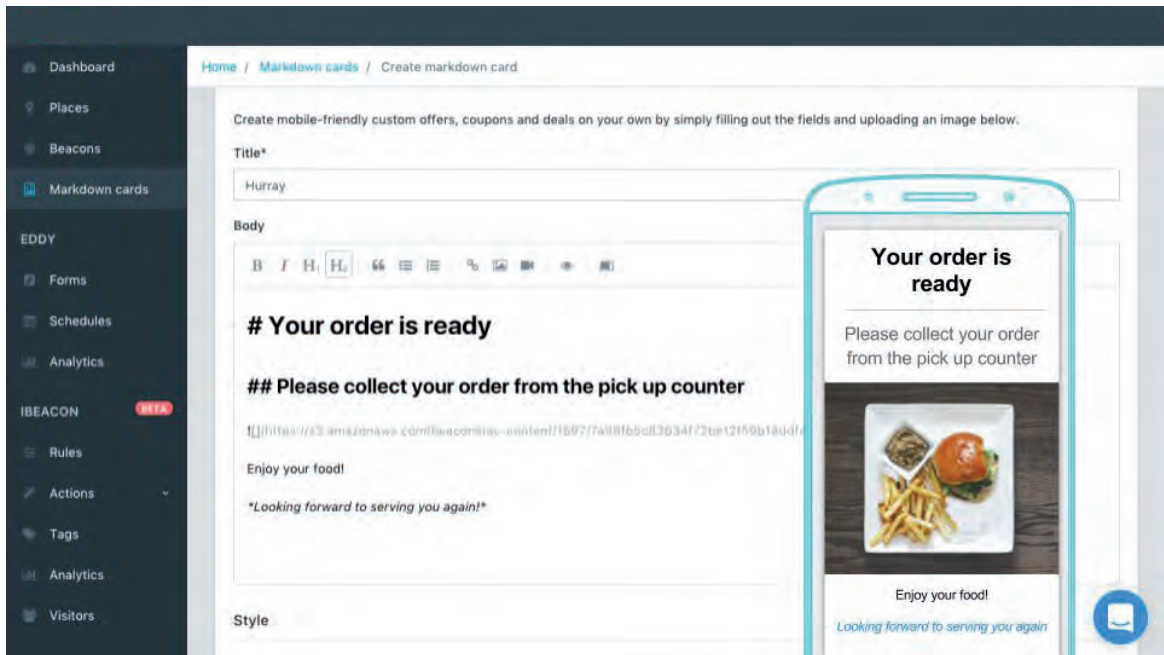 Dashboard
Places
Beacons
Markdown cards
EDDY
Forms
Schedules
Analytics
IBEACON BETA
Rules
Actions
Tags
Analytics
Visitors
Home / Markdown cards / Create markdown card
Create mobile-friendly custom offers, coupons and deals on your own by simply filling out the fields and uploading an image below.
Title*
Hurray
Body
B I H₁ H₂
# Your order is ready
## Please collect your order from the pick up counter
Enjoy your food!
*Looking forward to serving you again!*
Style
Your order is
ready
Please collect your order
from the pick up counter
Enjoy your food!
Looking forward to serving you again